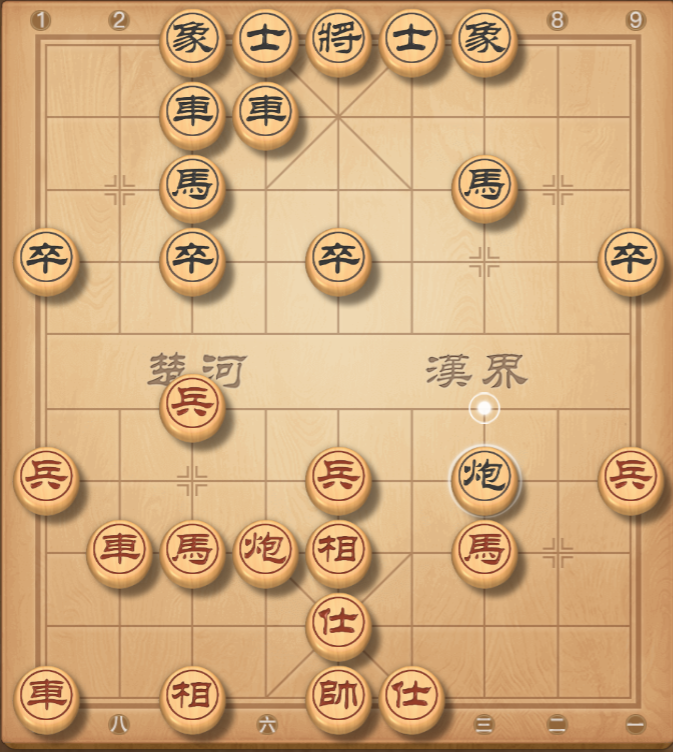 1 2 8 9
象 士 將 士 象
車 車
馬 馬
卒 卒 卒 卒
楚河 漢界
兵
兵 兵 炮 兵
車 馬 炮 相 馬
仕
車 相 帥 仕
八 六 三 二 一